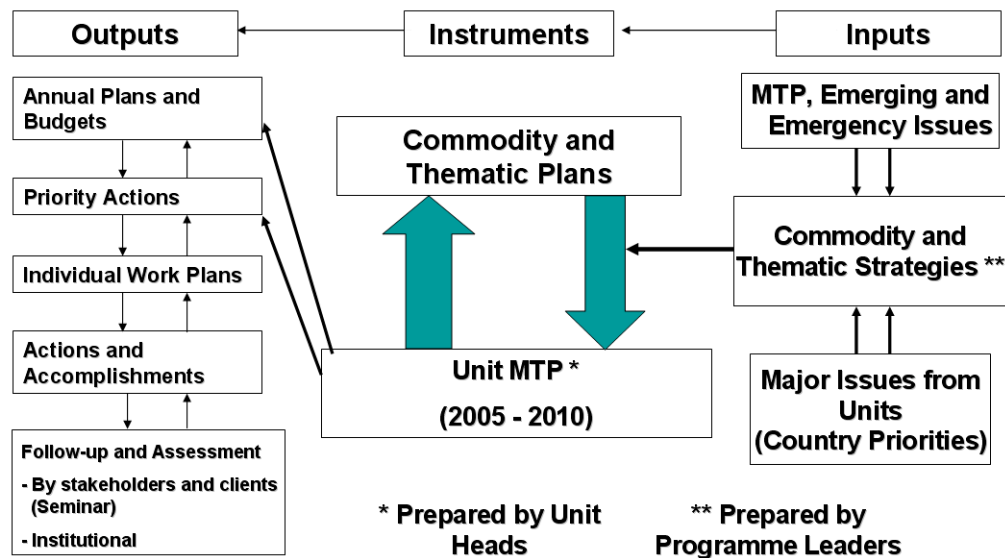 Outputs
Instruments
Inputs
Annual Plans and
Budgets
Priority Actions
Individual Work Plans
Actions and
Accomplishments
Follow-up and Assessment
- By stakeholders and clients
(Seminar)
- Institutional
Commodity and
Thematic Plans
Unit MTP *
(2005 - 2010)
MTP, Emerging and
Emergency Issues
Commodity and
Thematic Strategies **
Major Issues from
Units
(Country Priorities)
* Prepared by Unit
Heads
** Prepared by
Programme Leaders